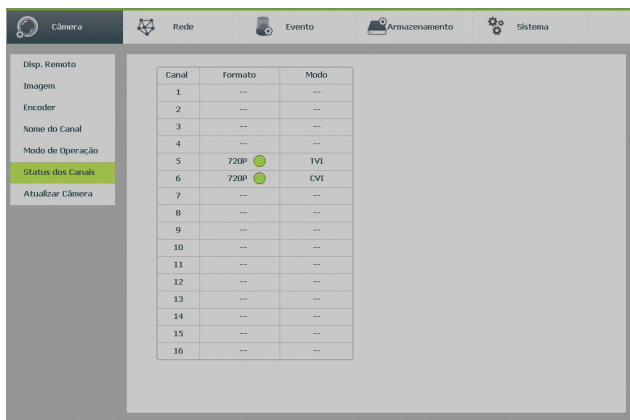 Câmera Rede Evento Armazenamento Sistema
Disp. Remoto
Imagem
Encoder
Nome do Canal
Modo de Operação
Status dos Canais
Atualizar Câmera
Canal Formato Modo
1 -- --
2 -- --
3 -- --
4 -- --
5 720P TVI
6 720P CVI
7 -- --
8 -- --
9 -- --
10 -- --
11 -- --
12 -- --
13 -- --
14 -- --
15 -- --
16 -- --